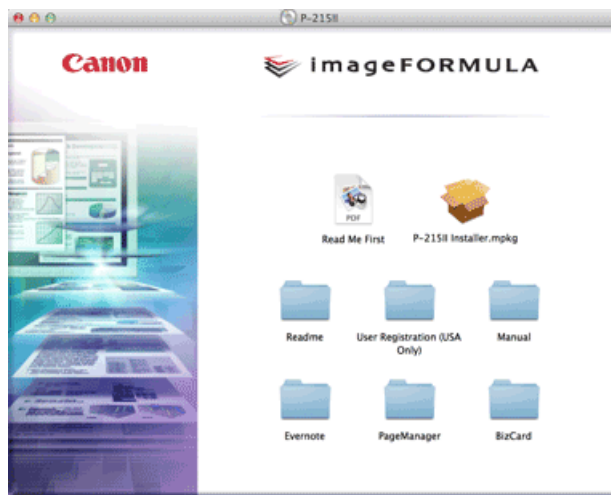 P-215II
Canon
imageFORMULA
PDF
Read Me First
P-215II Installer.mpkg
Readme
User Registration (USA
Only)
Manual
Evernote
PageManager
BizCard